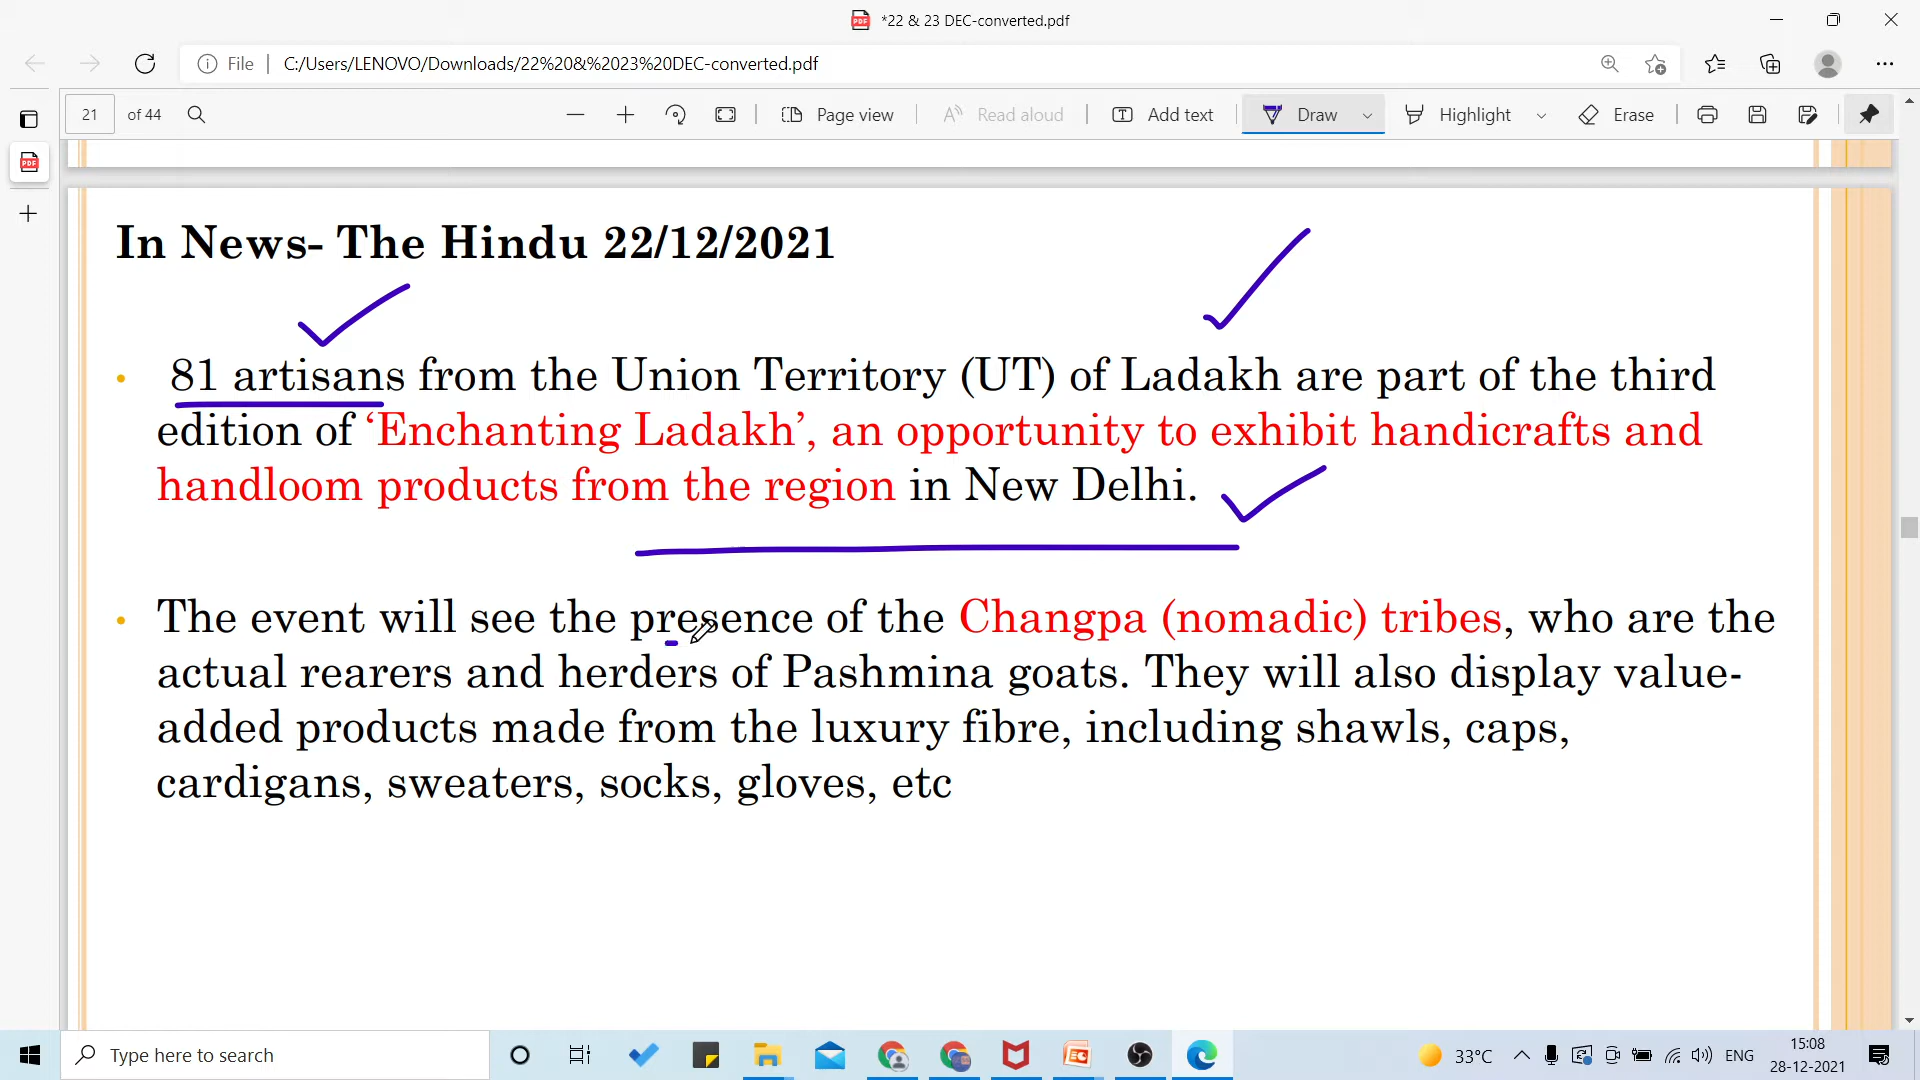 *22 & 23 DEC-converted.pdf
File C:/Users/LENOVO/Downloads/22%20&%2023%20DEC-converted.pdf
21 of 44 Page view Read aloud Add text Draw Highlight Erase
In News- The Hindu 22/12/2021
• 81 artisans from the Union Territory (UT) of Ladakh are part of the third
edition of ‘Enchanting Ladakh’, an opportunity to exhibit handicrafts and
handloom products from the region in New Delhi.
• The event will see the presence of the Changpa (nomadic) tribes, who are the
actual rearers and herders of Pashmina goats. They will also display value-
added products made from the luxury fibre, including shawls, caps,
cardigans, sweaters, socks, gloves, etc
Type here to search 33°C ENG 15:08
28-12-2021